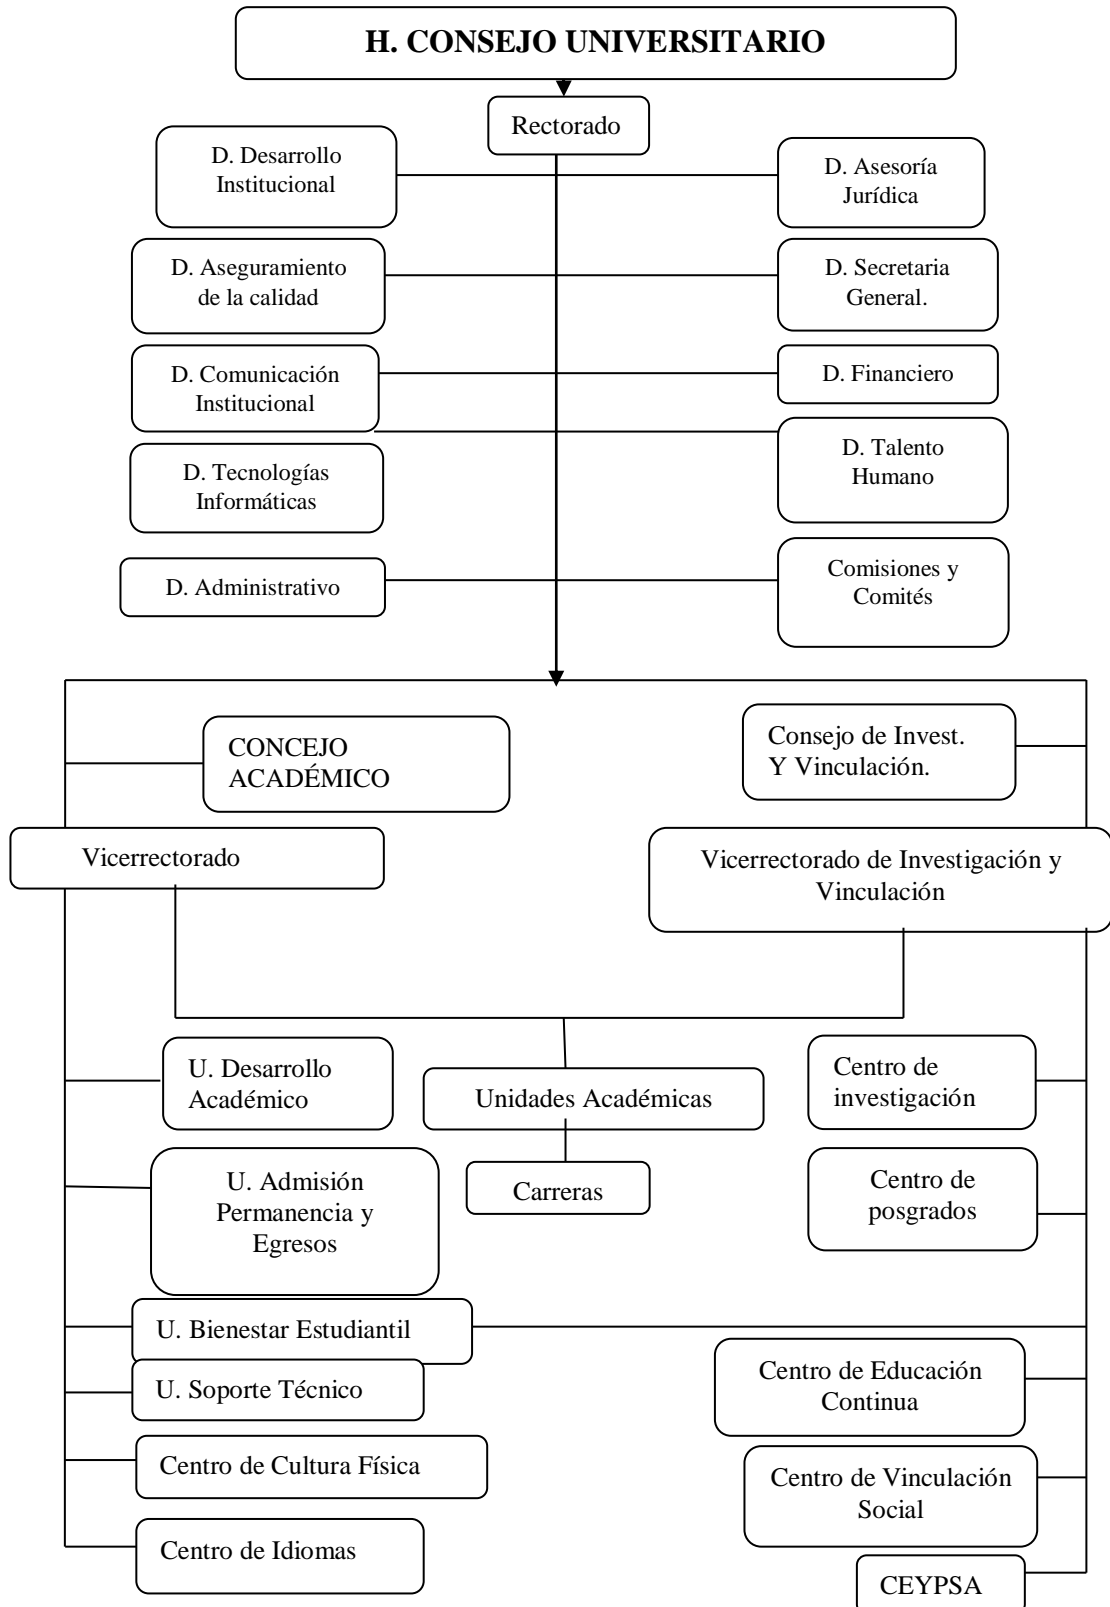 H. CONSEJO UNIVERSITARIO
Rectorado
D. Desarrollo
Institucional
D. Asesoría
Jurídica
D. Aseguramiento
de la calidad
D. Secretaria
General.
D. Comunicación
Institucional
D. Financiero
D. Tecnologías
Informáticas
D. Talento
Humano
D. Administrativo
Comisiones y
Comités
CONCEJO
ACADÉMICO
Consejo de Invest.
Y Vinculación.
Vicerrectorado
Vicerrectorado de Investigación y
Vinculación
U. Desarrollo
Académico
Unidades Académicas
Centro de
investigación
U. Admisión
Permanencia y
Egresos
Carreras
Centro de
posgrados
U. Bienestar Estudiantil
U. Soporte Técnico
Centro de Educación
Continua
Centro de Cultura Física
Centro de Vinculación
Social
Centro de Idiomas
CEYPSA